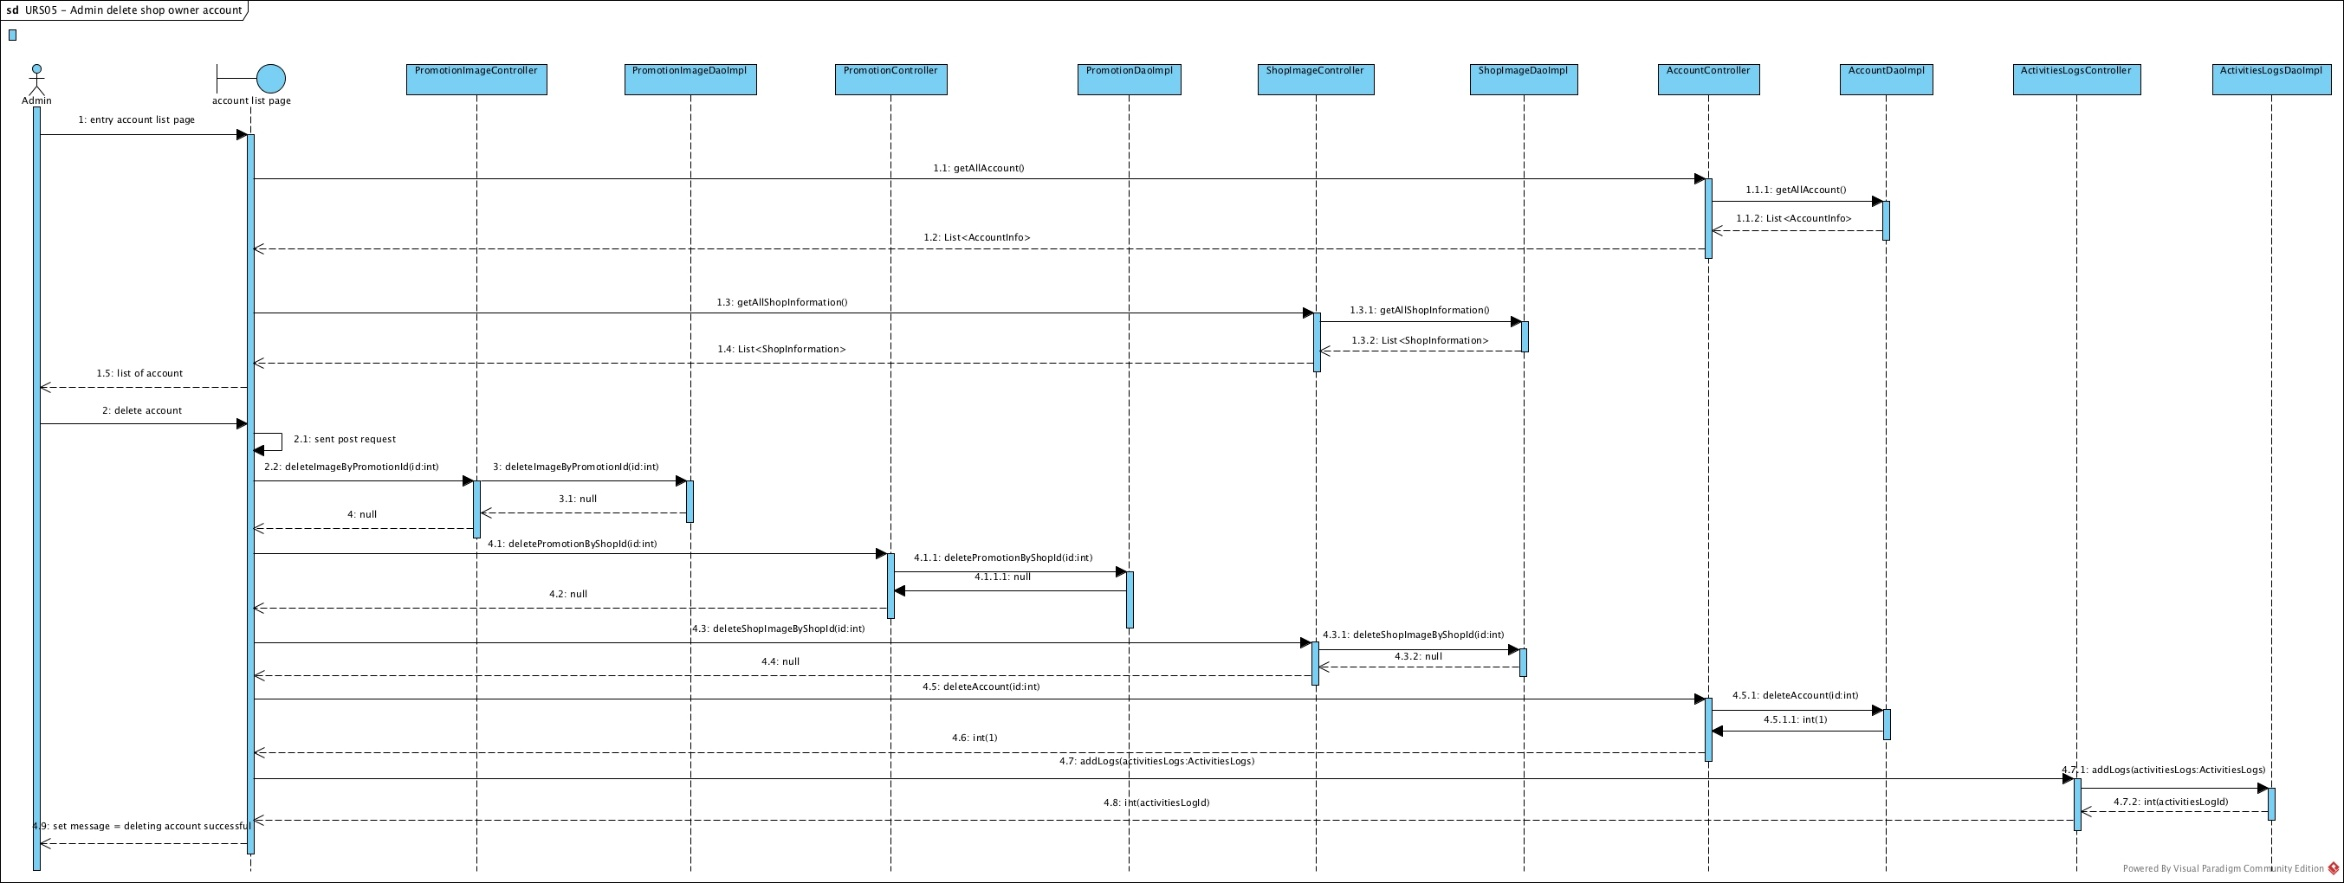 sd URS05 - Admin delete shop owner account
Admin
account list page
PromotionImageController
PromotionImageDaoImpl
PromotionController
PromotionDaoImpl
ShopImageController
ShopImageDaoImpl
AccountController
AccountDaoImpl
ActivitiesLogsController
ActivitiesLogsDaoImpl
1: entry account list page
1.1: getAllAccount()
1.1.1: getAllAccount()
1.1.2: List<AccountInfo>
1.2: List<AccountInfo>
1.3: getAllShopInformation()
1.3.1: getAllShopInformation()
1.3.2: List<ShopInformation>
1.4: List<ShopInformation>
1.5: list of account
2: delete account
2.1: sent post request
2.2: deleteImageByPromotionId(id:int)
3: deleteImageByPromotionId(id:int)
3.1: null
4: null
4.1: deletePromotionByShopId(id:int)
4.1.1: deletePromotionByShopId(id:int)
4.1.1.1: null
4.2: null
4.3: deleteShopImageByShopId(id:int)
4.3.1: deleteShopImageByShopId(id:int)
4.3.2: null
4.4: null
4.5: deleteAccount(id:int)
4.5.1: deleteAccount(id:int)
4.5.1.1: int(1)
4.6: int(1)
4.7: addLogs(activitiesLogs:ActivitiesLogs)
4.7.1: addLogs(activitiesLogs:ActivitiesLogs)
4.7.2: int(activitiesLogId)
4.8: int(activitiesLogId)
4.9: set message = deleting account successful
Powered By Visual Paradigm Community Edition